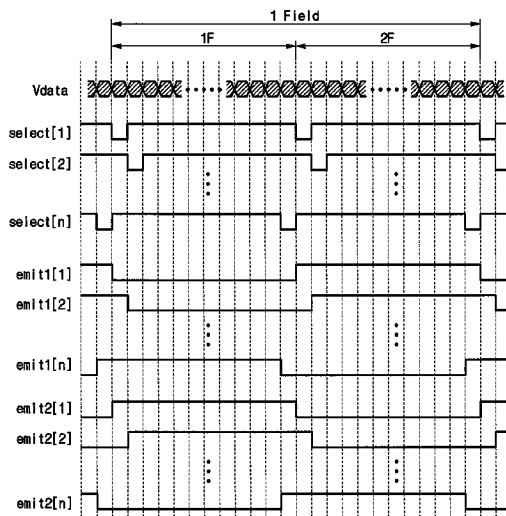 1 Field
1F 2F
Vdata
select[1]
select[2]
select[n]
emit1[1]
emit1[2]
emit1[n]
emit2[1]
emit2[2]
emit2[n]